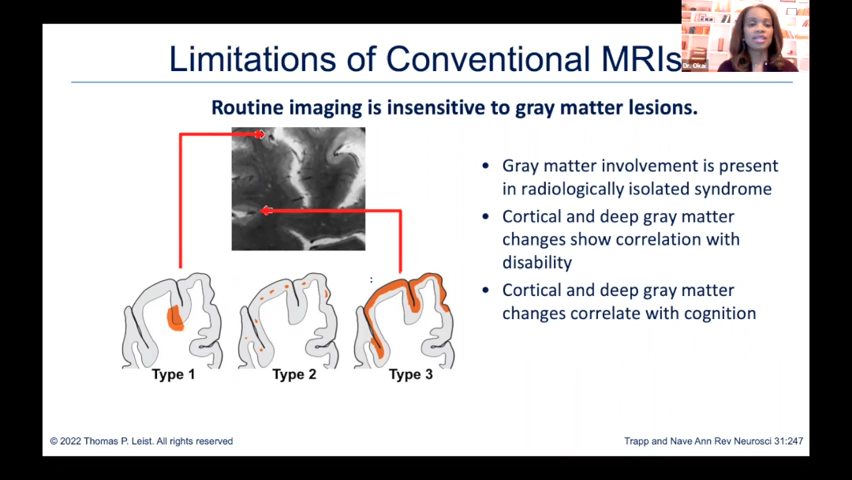 Limitations of Conventional MRIs
Dr. Okai
Routine imaging is insensitive to gray matter lesions.
• Gray matter involvement is present
in radiologically isolated syndrome
• Cortical and deep gray matter
changes show correlation with
disability
• Cortical and deep gray matter
changes correlate with cognition
Type 1
Type 2
Type 3
© 2022 Thomas P. Leist. All rights reserved
Trapp and Nave Ann Rev Neurosci 31:247